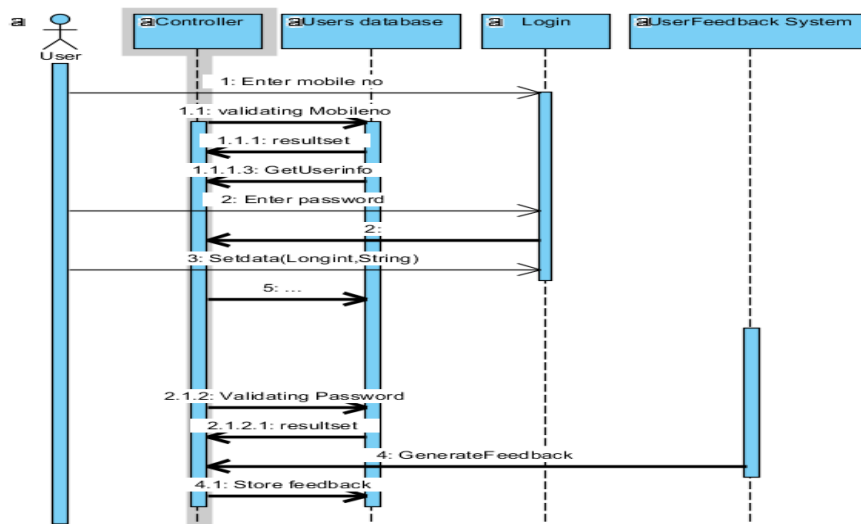 a
User
a Controller
a Users database
a Login
a UserFeedback System
1: Enter mobile no
1.1: validating Mobileno
1.1.1: resultset
1.1.1.3: GetUserinfo
2: Enter password
2:
3: Setdata(Longint,String)
5: ...
2.1.2: Validating Password
2.1.2.1: resultset
4: GenerateFeedback
4.1: Store feedback